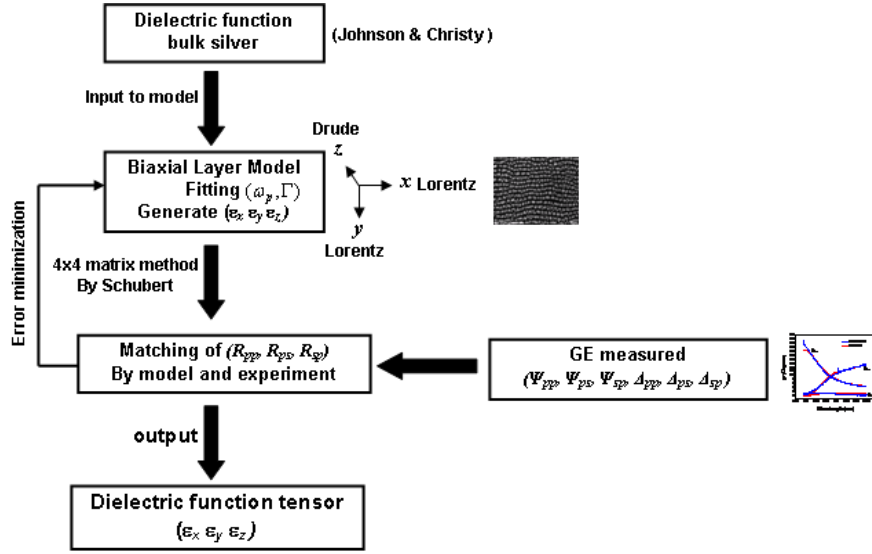 Dielectric function
bulk silver
(Johnson & Christy )
Input to model
Drude
z
Biaxial Layer Model
Fitting (ωp,Γ)
Generate (εx εy εz)
x Lorentz
y
Lorentz
Error minimization
4x4 matrix method
By Schubert
Matching of (Rpp, Rps, Rsp)
By model and experiment
GE measured
(Ψpp, Ψps, Ψsp, Δpp, Δps, Δsp)
output
Dielectric function tensor
(εx εy εz )